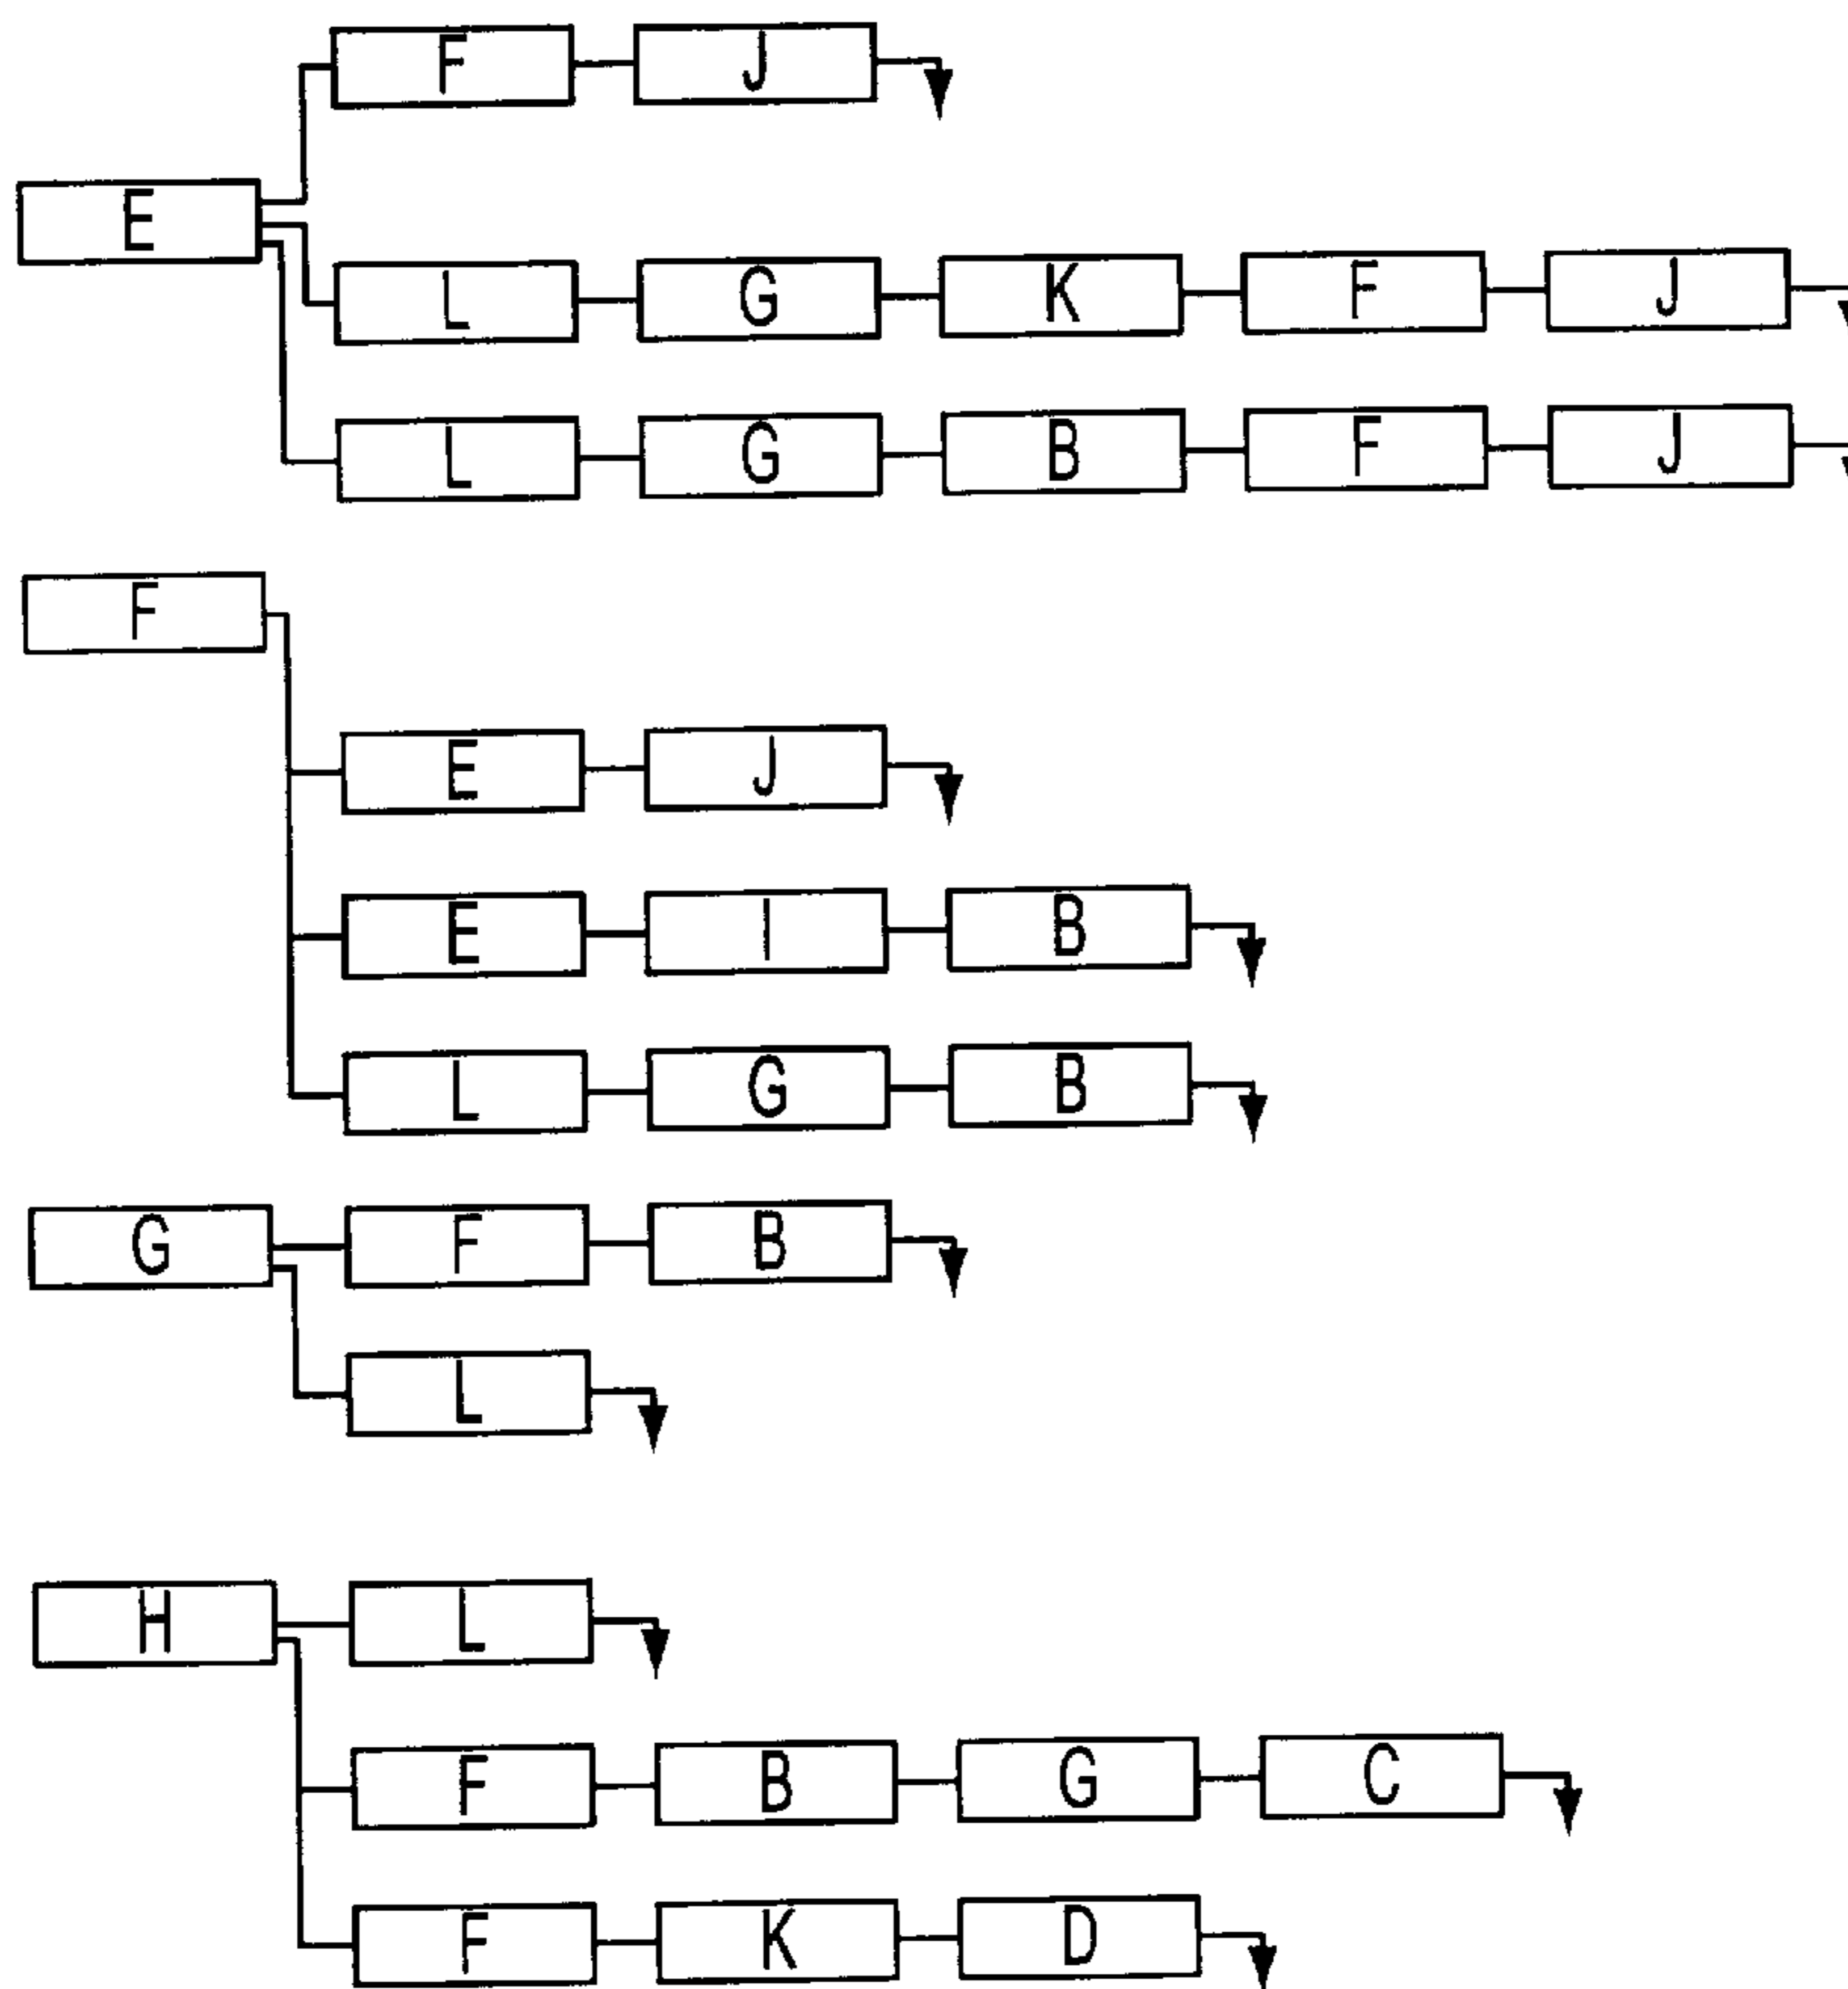 F J
E
L G K F J
L G B F J
F
E J
E I B
L G B
G F B
L
H L
F B G C
F K D